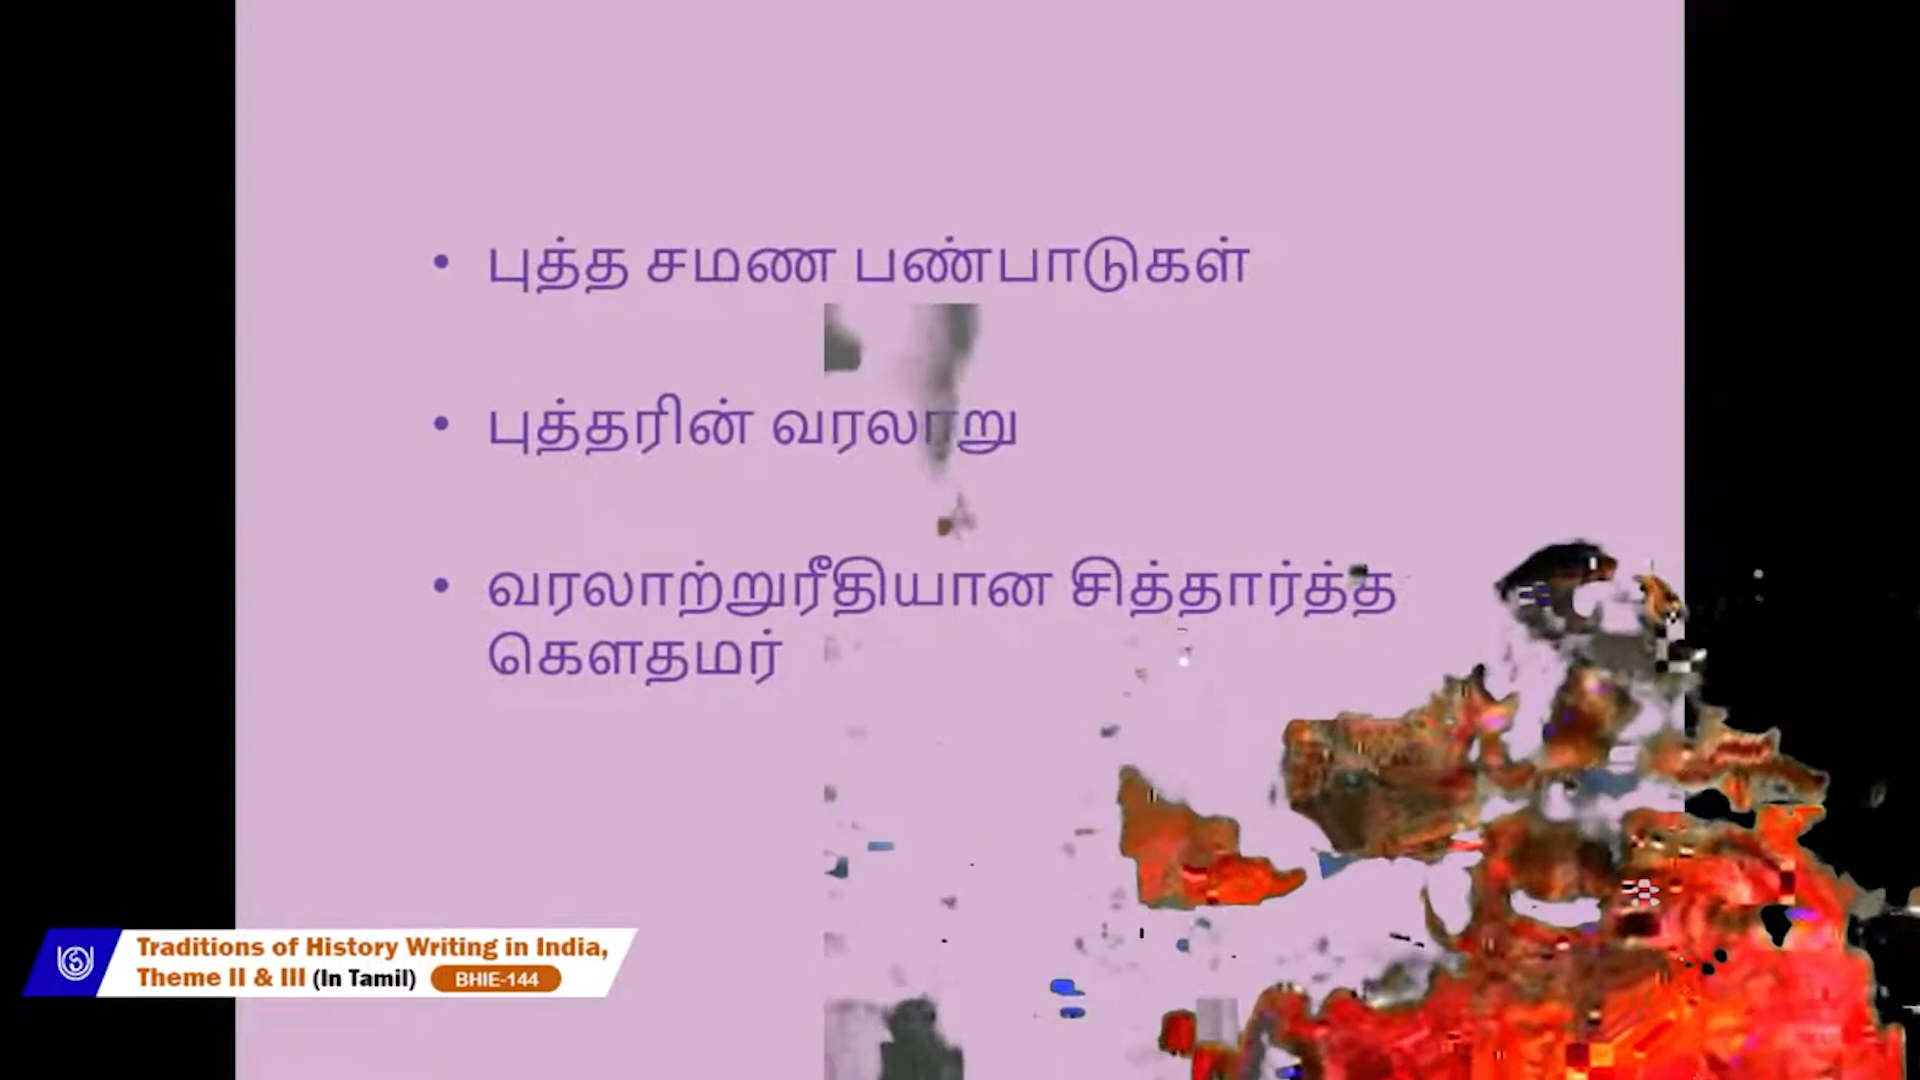 • புத்த சமண பண்பாடுகள்
• புத்தரின் வரலாறு
• வரலாற்றுரீதியான சித்தார்த்த
கௌதமர்
Traditions of History Writing in India,
Theme II & III (In Tamil) BHIE-144